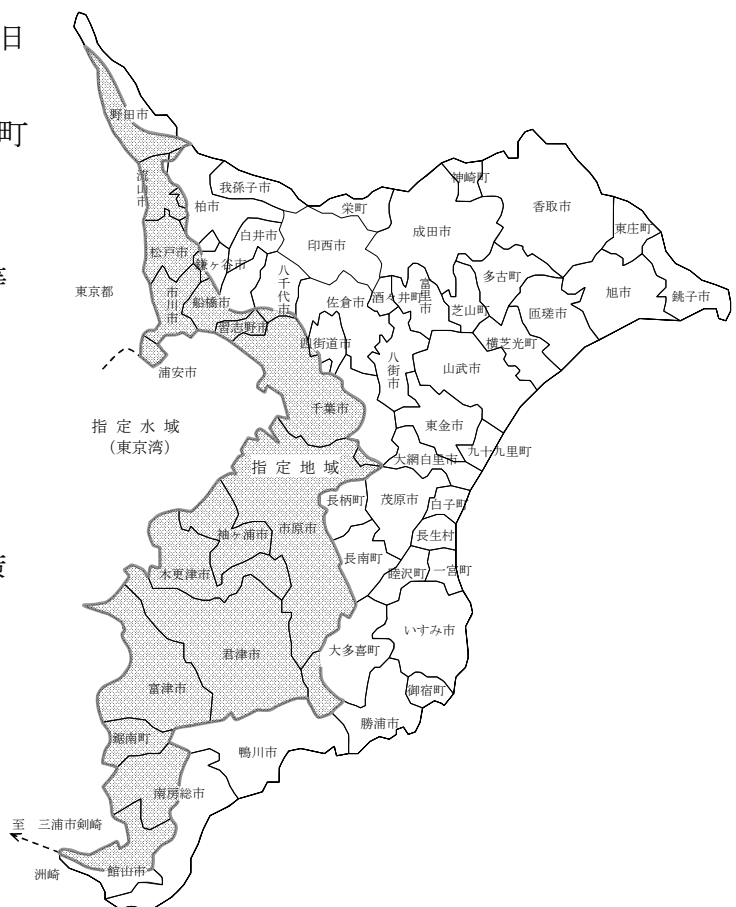 日
町
野田市
流山市
柏市
我孫子市
松戸市
鎌ヶ谷市
白井市
印西市
栄町
成田市
神崎町
香取市
東庄町
銚子市
旭市
匝瑳市
多古町
横芝光町
芝山町
富里市
酒々井町
佐倉市
八千代市
船橋市
市川市
習志野市
四街道市
八街市
山武市
東京都
浦安市
千葉市
東金市
九十九里町
大網白里市
指定水域
(東京湾)
指定地域
長柄町
茂原市
白子町
長生村
市原市
袖ヶ浦市
木更津市
長南町
睦沢町
一宮町
いすみ市
大多喜町
君津市
富津市
御宿町
勝浦市
鋸南町
鴨川市
南房総市
至 三浦市剣崎
洲崎
館山市